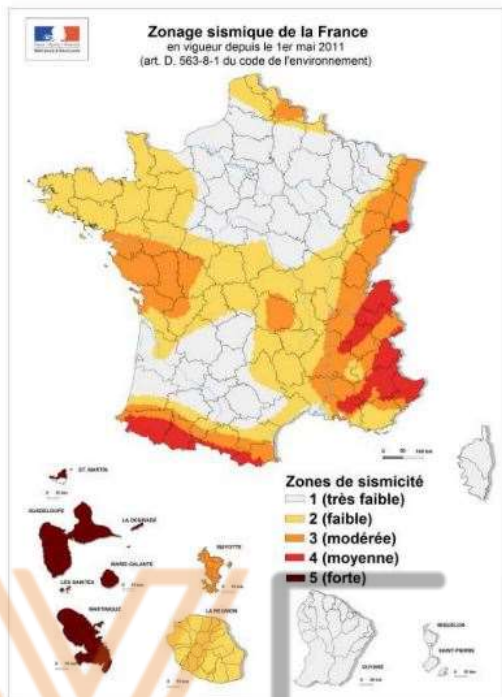 Zonage sismique de la France
en vigueur depuis le 1er mai 2011
(art. D. 563-8-1 du code de l'environnement)
Zones de sismicité
1 (très faible)
2 (faible)
3 (modérée)
4 (moyenne)
5 (forte)
ST. MARTIN
GUADELOUPE
LA DESIRADE
MARIE-GALANTE
LES SAINTES
MARTINIQUE
MAYOTTE
LA REUNION
GUYANE
MIQUELON
SAINT-PIERRE